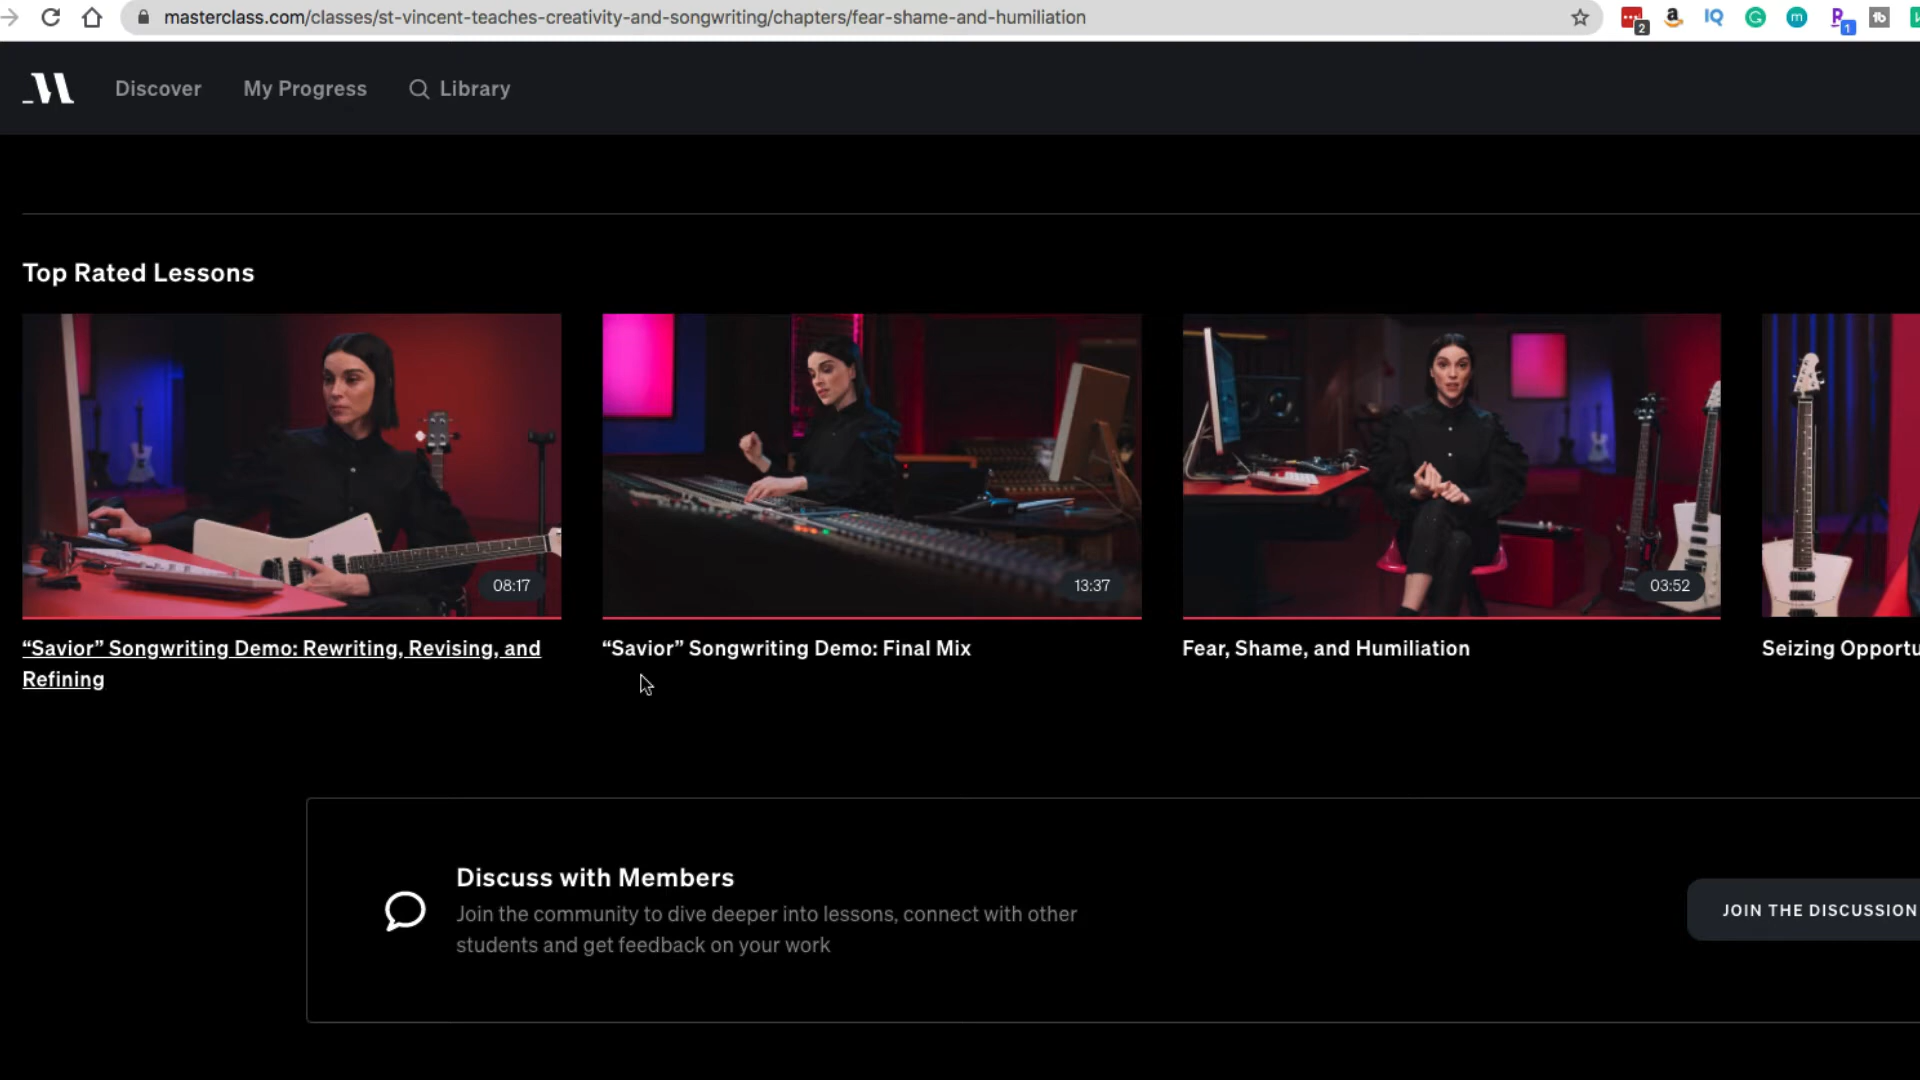 masterclass.com/classes/st-vincent-teaches-creativity-and-songwriting/chapters/fear-shame-and-humiliation
2
IQ
1
Discover
My Progress
Library
Top Rated Lessons
08:17
13:37
03:52
“Savior” Songwriting Demo: Rewriting, Revising, and
Refining
“Savior” Songwriting Demo: Final Mix
Fear, Shame, and Humiliation
Seizing Opportu
Discuss with Members
Join the community to dive deeper into lessons, connect with other
students and get feedback on your work
JOIN THE DISCUSSION